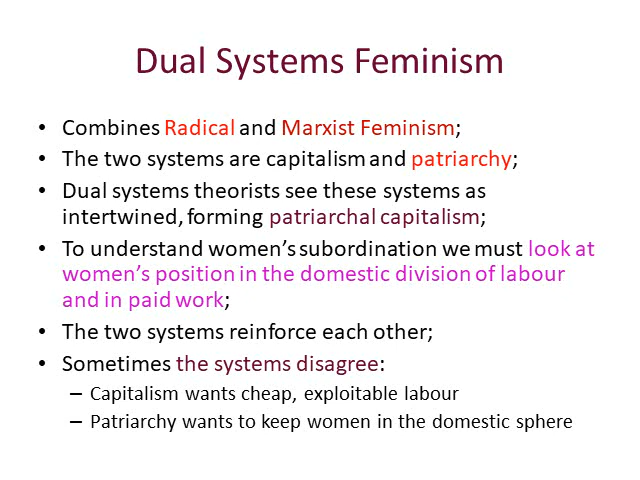 Dual Systems Feminism
• Combines Radical and Marxist Feminism;
• The two systems are capitalism and patriarchy;
• Dual systems theorists see these systems as
intertwined, forming patriarchal capitalism;
• To understand women's subordination we must look at
women's position in the domestic division of labour
and in paid work;
• The two systems reinforce each other;
• Sometimes the systems disagree:
– Capitalism wants cheap, exploitable labour
– Patriarchy wants to keep women in the domestic sphere